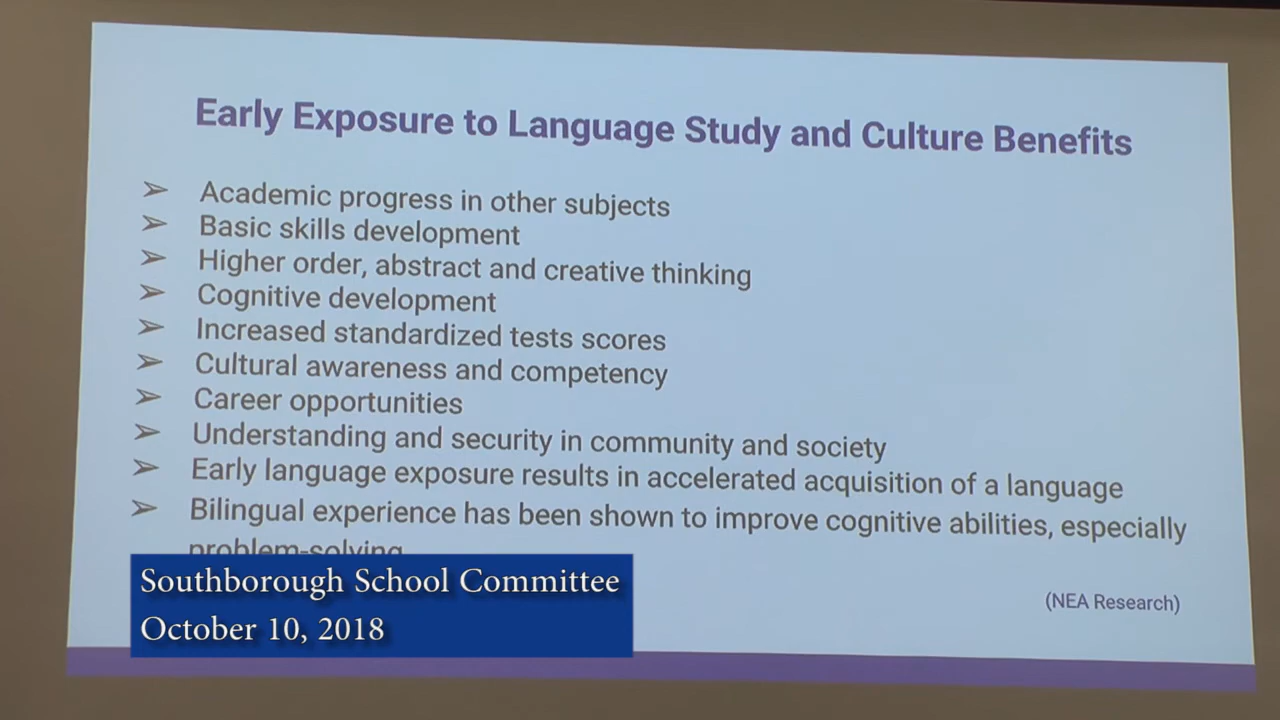 Early Exposure to Language Study and Culture Benefits
➢ Academic progress in other subjects
➢ Basic skills development
➢ Higher order, abstract and creative thinking
➢ Cognitive development
➢ Increased standardized tests scores
➢ Cultural awareness and competency
➢ Career opportunities
➢ Understanding and security in community and society
➢ Early language exposure results in accelerated acquisition of a language
➢ Bilingual experience has been shown to improve cognitive abilities, especially
problem-solving
(NEA Research)
Southborough School Committee
October 10, 2018